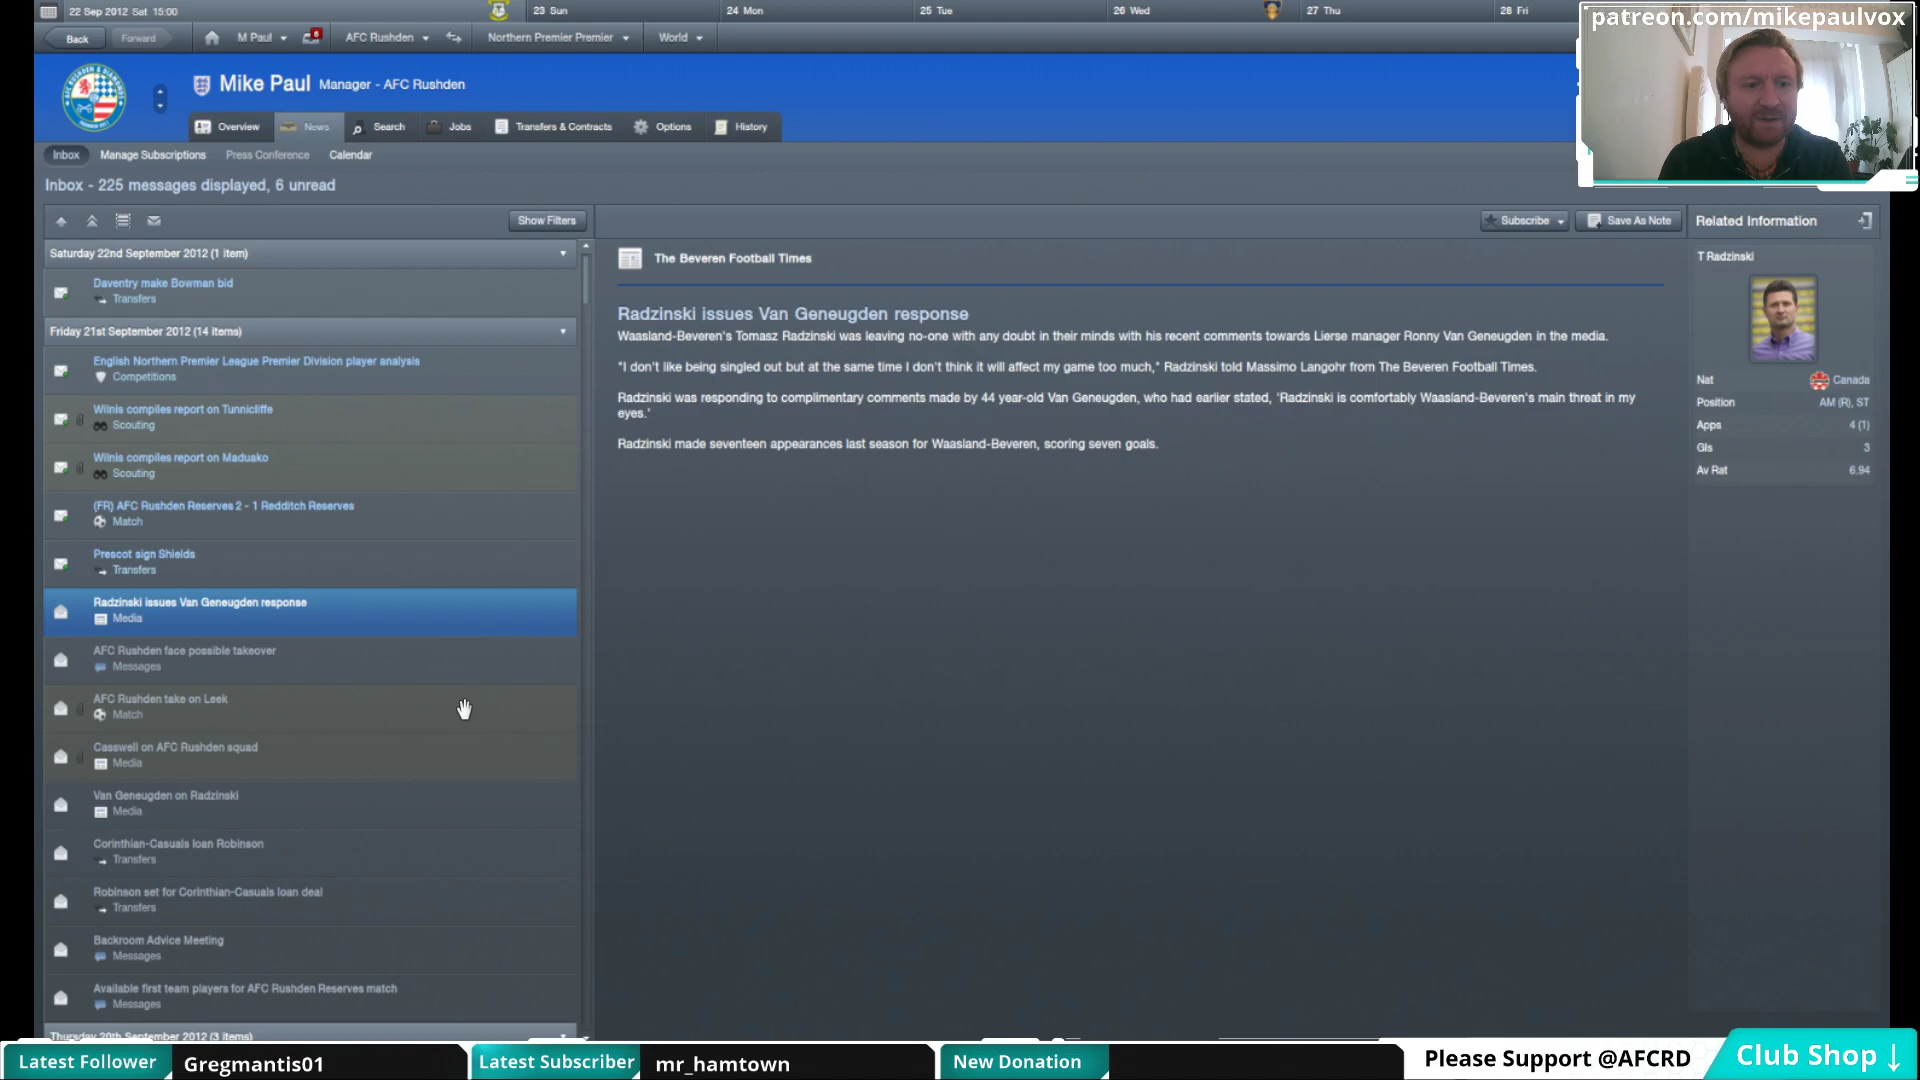 22 Sep 2012 Sat 15:00
23 Sun
24 Mon
25 Tue
26 Wed
27 Thu
28 Fri
patreon.com/mikepaulvox
Back
Forward
M Paul
6
AFC Rushden
Northern Premier Premier
World
Mike Paul Manager - AFC Rushden
Overview
News
Search
Jobs
Transfers & Contracts
Options
History
Inbox
Manage Subscriptions
Press Conference
Calendar
Inbox - 225 messages displayed, 6 unread
Show Filters
Subscribe
Save As Note
Related Information
Saturday 22nd September 2012 (1 item)
Daventry make Bowman bid
Transfers
Friday 21st September 2012 (14 items)
English Northern Premier League Premier Division player analysis
Competitions
Wilnis compiles report on Tunnicliffe
Scouting
Wilnis compiles report on Maduako
Scouting
(FR) AFC Rushden Reserves 2 - 1 Redditch Reserves
Match
Prescot sign Shields
Transfers
Radzinski issues Van Geneugden response
Media
AFC Rushden face possible takeover
Messages
AFC Rushden take on Leek
Match
Casswell on AFC Rushden squad
Media
Van Geneugden on Radzinski
Media
Corinthian-Casuals loan Robinson
Transfers
Robinson set for Corinthian-Casuals loan deal
Transfers
Backroom Advice Meeting
Messages
Available first team players for AFC Rushden Reserves match
Messages
Thursday 20th September 2012 (3 items)
The Beveren Football Times
Radzinski issues Van Geneugden response
Waasland-Beveren's Tomasz Radzinski was leaving no-one with any doubt in their minds with his recent comments towards Lierse manager Ronny Van Geneugden in the media.
"I don't like being singled out but at the same time I don't think it will affect my game too much," Radzinski told Massimo Langohr from The Beveren Football Times.
Radzinski was responding to complimentary comments made by 44 year-old Van Geneugden, who had earlier stated, 'Radzinski is comfortably Waasland-Beveren's main threat in my
eyes.'
Radzinski made seventeen appearances last season for Waasland-Beveren, scoring seven goals.
T Radzinski
Nat Canada
Position AM (R), ST
Apps 4 (1)
Gls 3
Av Rat 6.94
Latest Follower
Gregmantis01
Latest Subscriber
mr_hamtown
New Donation
Please Support @AFCRD
Club Shop ↓